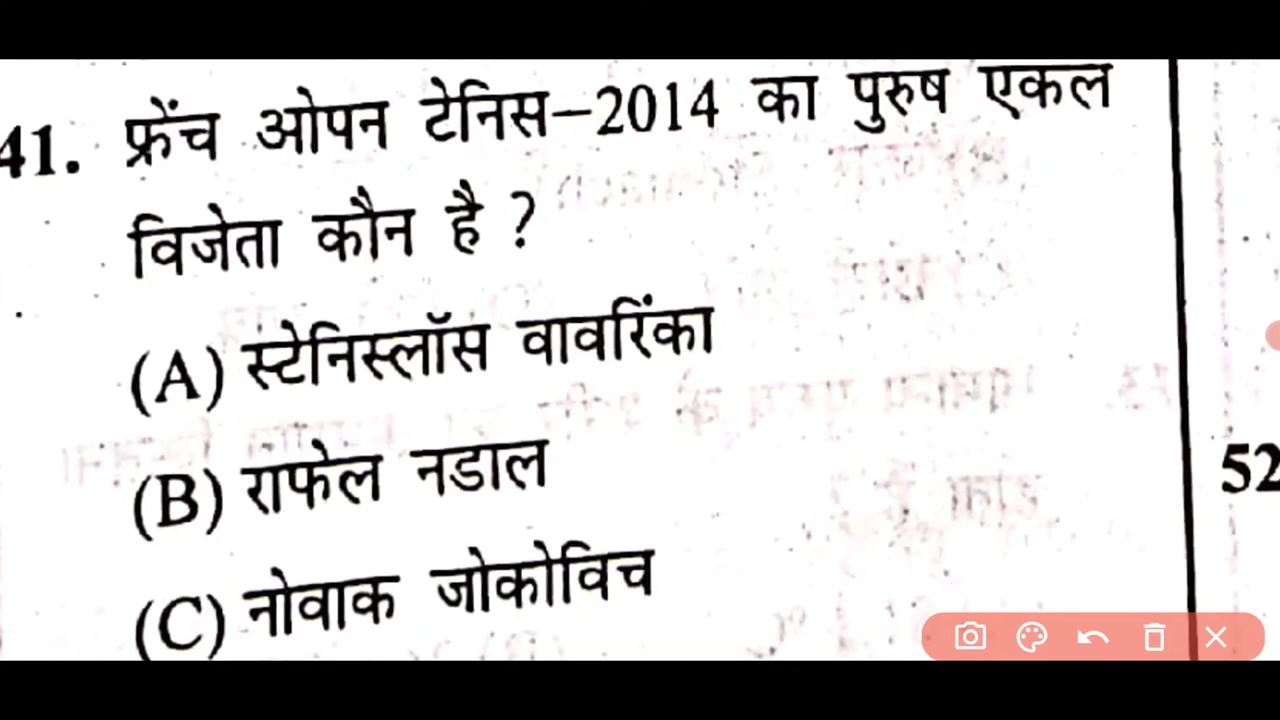 41. फ्रेंच ओपन टेनिस–2014 का पुरुष एकल
विजेता कौन है ?
(A) स्टेनिस्लॉस वावरिंका
(B) राफेल नडाल
(C) नोवाक जोकोविच
52